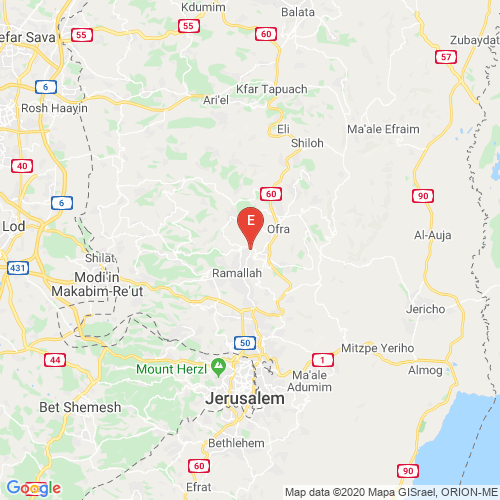 Kdumim
Balata
55
60
efar Sava
55
Zubaydat
57
Kfar Tapuach
6
Rosh Haayin
Ari'el
Eli
Ma'ale Efraim
Shiloh
40
60
90
6
E
Ofra
Lod
Al-Auja
Shilat
431
Ramallah
Modi'in
Makabim-Re'ut
Jericho
50
Mitzpe Yeriho
44
1
Mount Herzl
Almog
Ma'ale
Adumim
Jerusalem
Bet Shemesh
Bethlehem
60
90
Efrat
Google
Map data ©2020 Mapa GISrael, ORION-ME